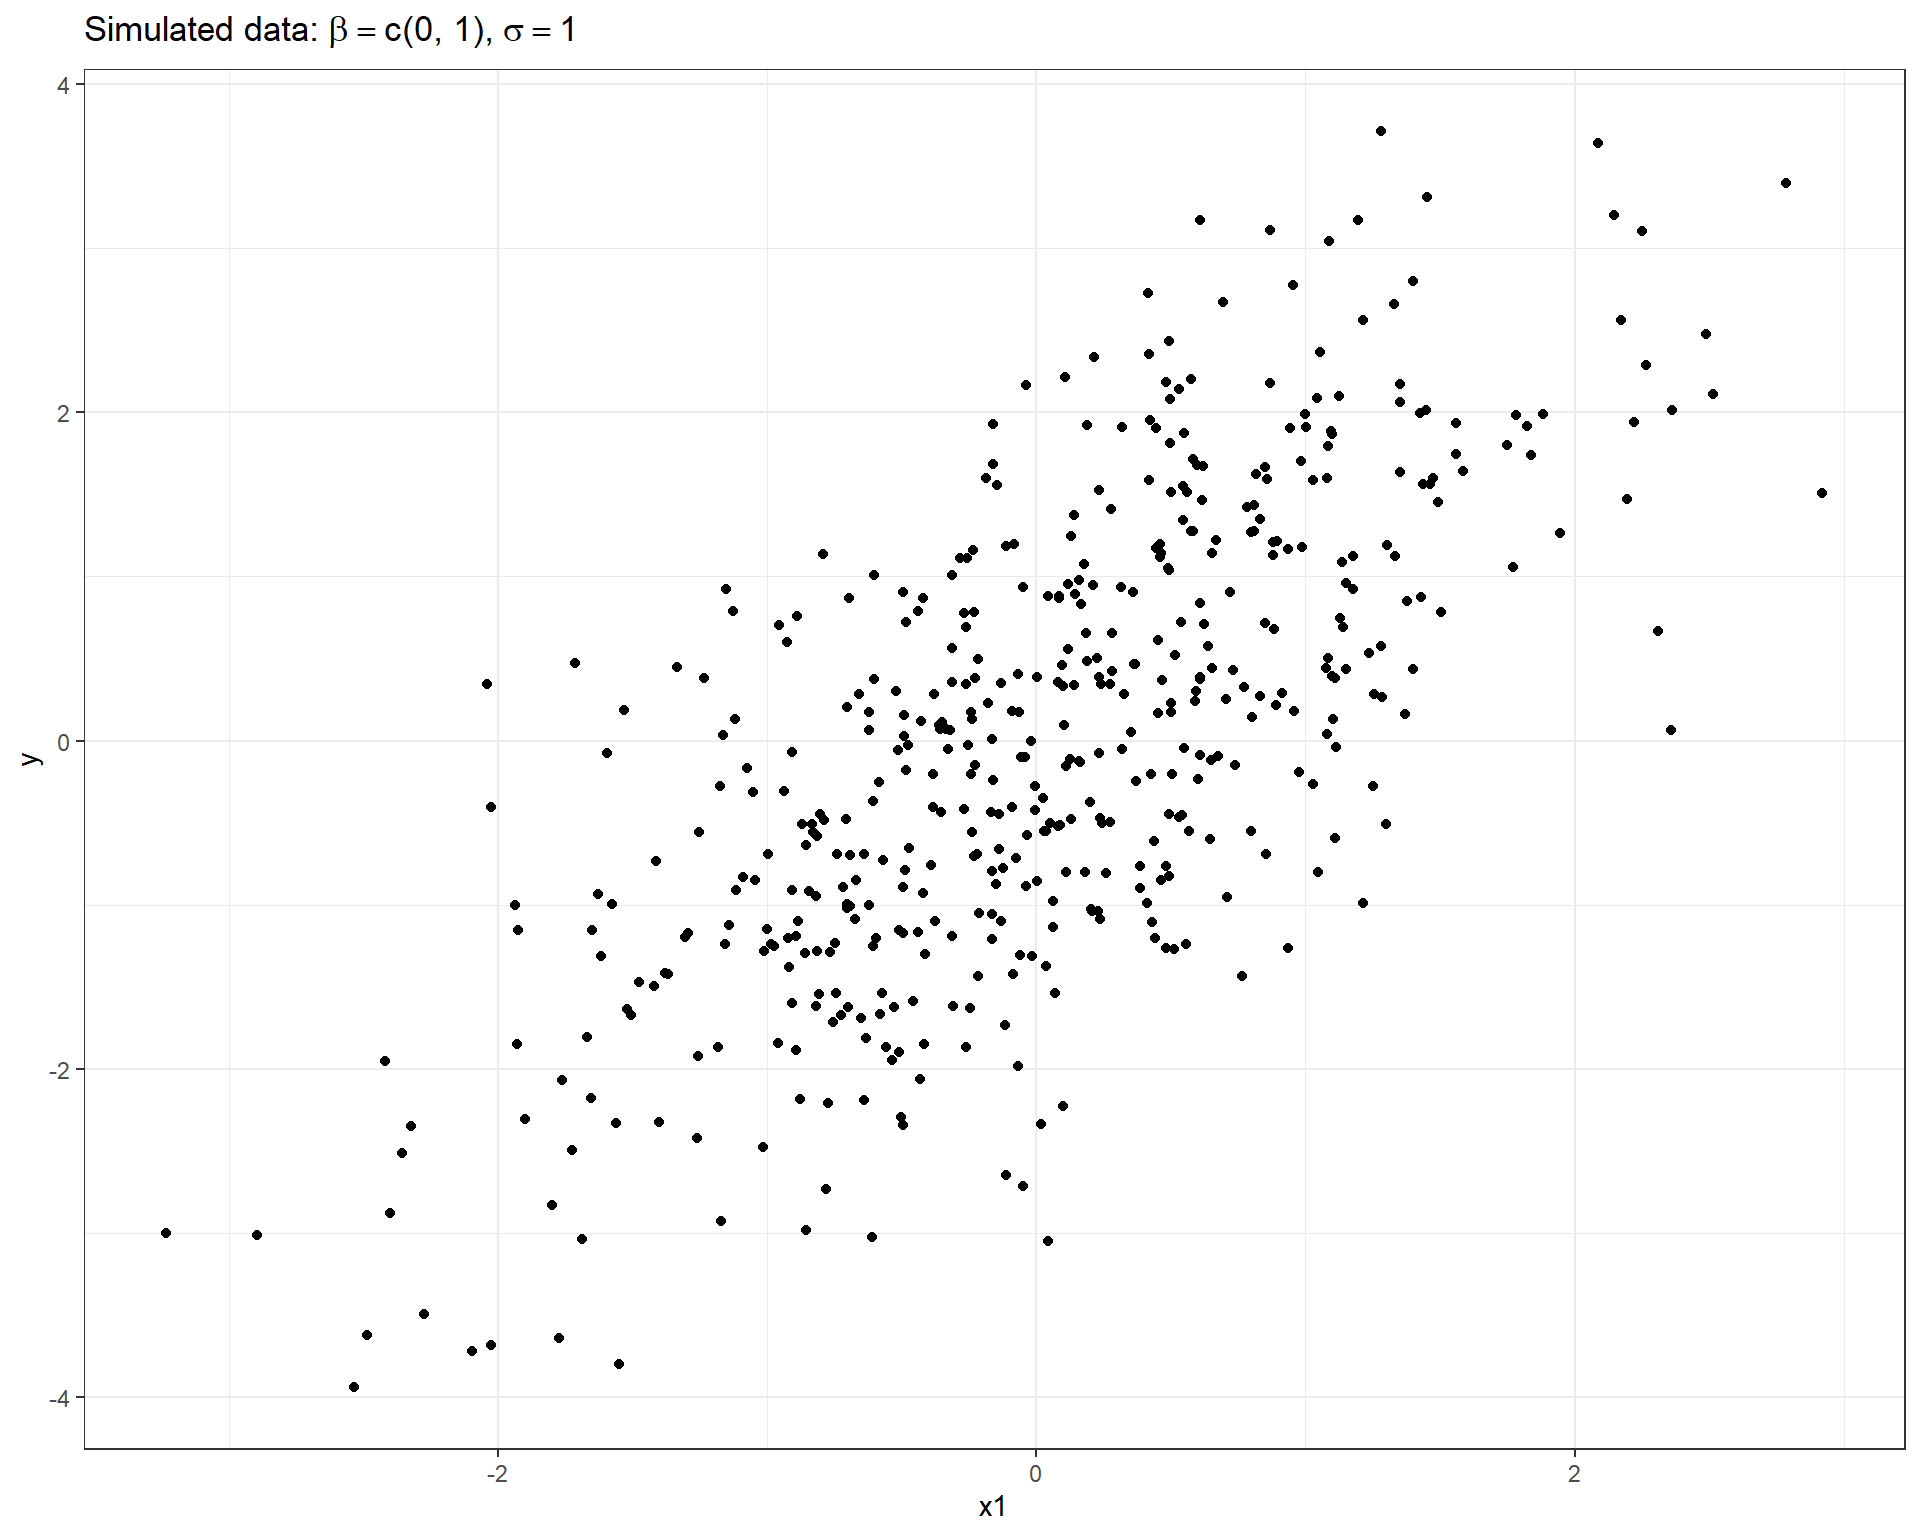 Simulated data: β = c(0, 1), σ = 1
4
2
0
-2
-4
y
-2
0
2
x1